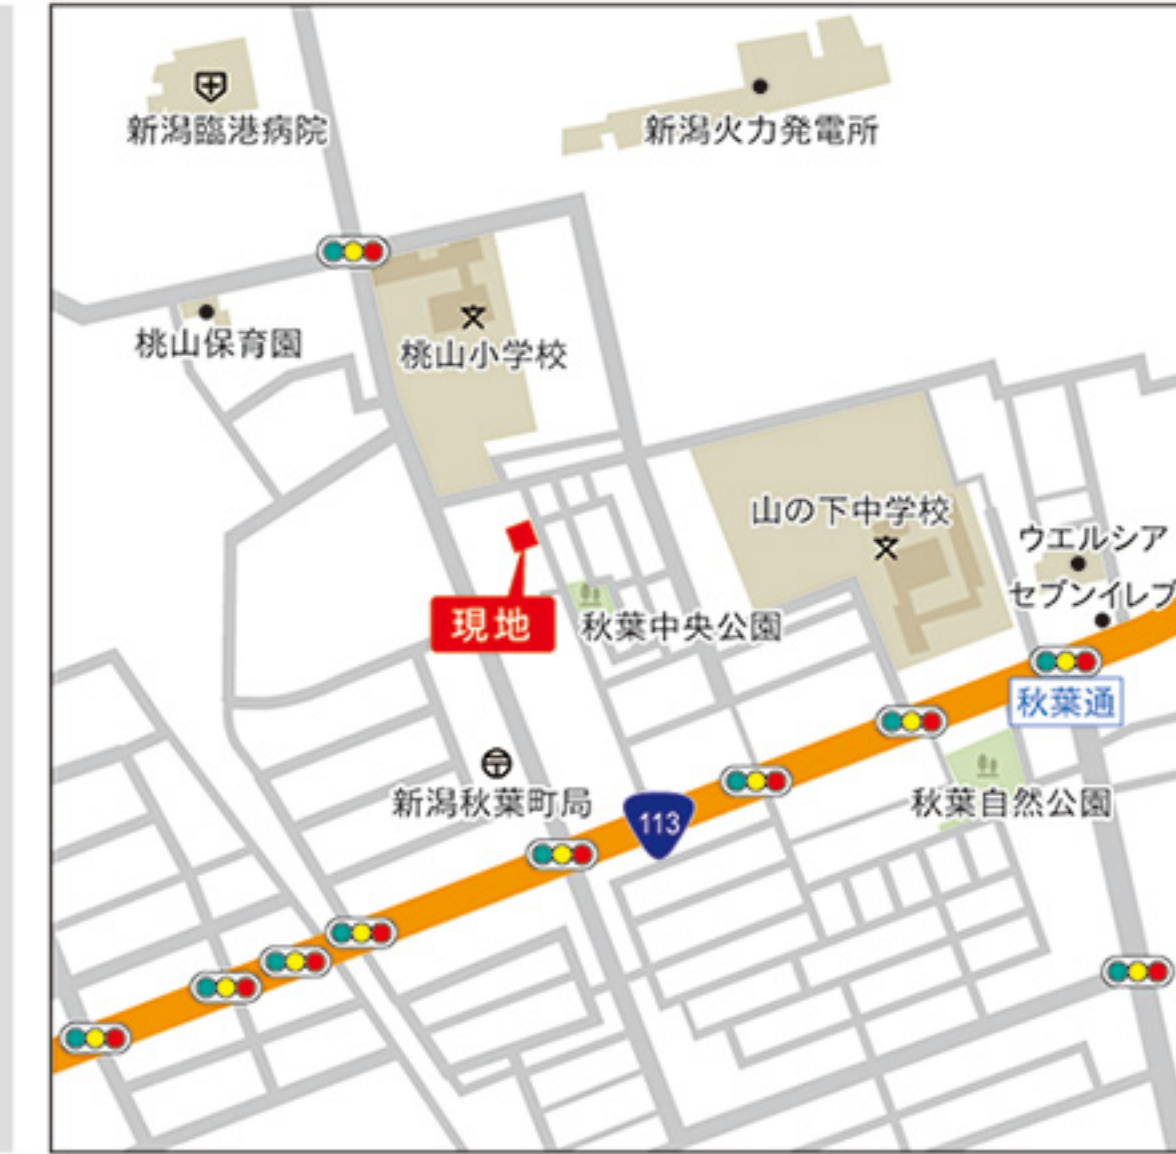 新潟臨港病院
新潟火力発電所
桃山保育園
桃山小学校
山の下中学校
ウエルシア
セブンイレブ
現地
秋葉中央公園
秋葉通
新潟秋葉町局
113
秋葉自然公園